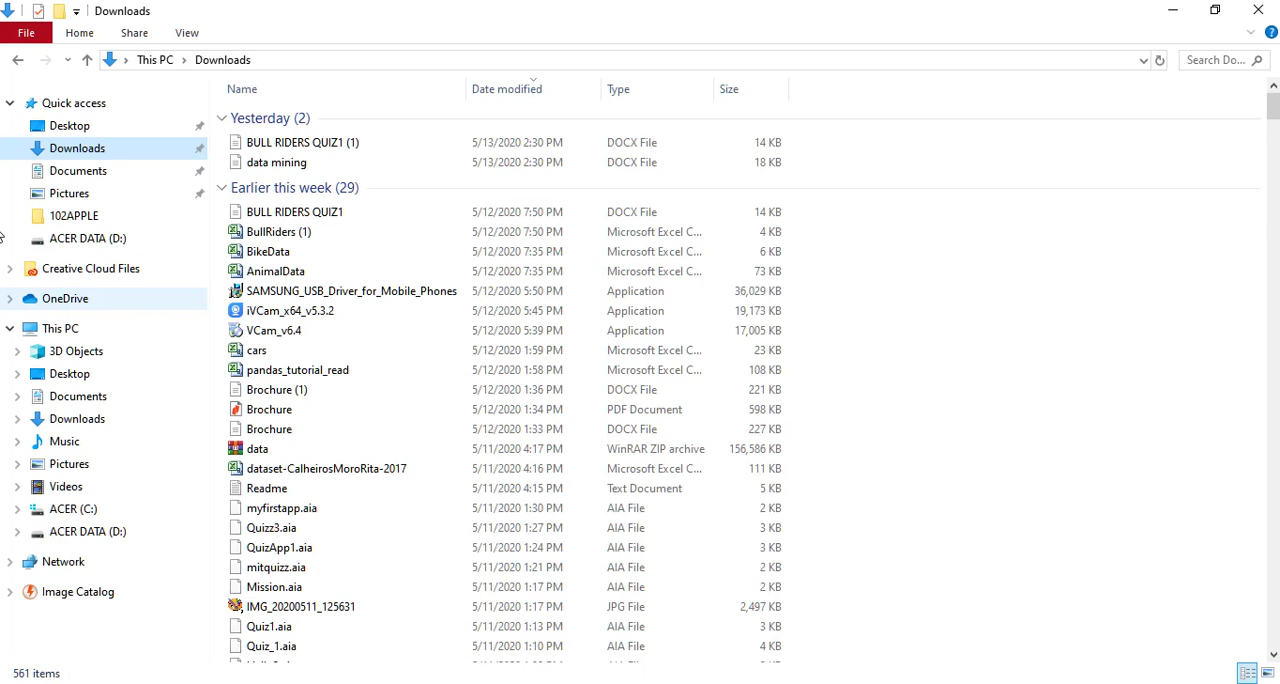 Downloads
File Home Share View
This PC Downloads Search Do...
Name Date modified Type Size
Quick access
Desktop
Downloads
Documents
Pictures
102APPLE
ACER DATA (D:)
Creative Cloud Files
OneDrive
This PC
3D Objects
Desktop
Documents
Downloads
Music
Pictures
Videos
ACER (C:)
ACER DATA (D:)
Network
Image Catalog
Yesterday (2)
BULL RIDERS QUIZ1 (1) 5/13/2020 2:30 PM DOCX File 14 KB
data mining 5/13/2020 2:30 PM DOCX File 18 KB
Earlier this week (29)
BULL RIDERS QUIZ1 5/12/2020 7:50 PM DOCX File 14 KB
BullRiders (1) 5/12/2020 7:50 PM Microsoft Excel C... 4 KB
BikeData 5/12/2020 7:35 PM Microsoft Excel C... 6 KB
AnimalData 5/12/2020 7:35 PM Microsoft Excel C... 73 KB
SAMSUNG_USB_Driver_for_Mobile_Phones 5/12/2020 5:50 PM Application 36,029 KB
iVCam_x64_v5.3.2 5/12/2020 5:45 PM Application 19,173 KB
VCam_v6.4 5/12/2020 5:39 PM Application 17,005 KB
cars 5/12/2020 1:59 PM Microsoft Excel C... 23 KB
pandas_tutorial_read 5/12/2020 1:58 PM Microsoft Excel C... 108 KB
Brochure (1) 5/12/2020 1:36 PM DOCX File 221 KB
Brochure 5/12/2020 1:34 PM PDF Document 598 KB
Brochure 5/12/2020 1:33 PM DOCX File 227 KB
data 5/11/2020 4:17 PM WinRAR ZIP archive 156,586 KB
dataset-CalheirosMoroRita-2017 5/11/2020 4:16 PM Microsoft Excel C... 111 KB
Readme 5/11/2020 4:15 PM Text Document 5 KB
myfirstapp.aia 5/11/2020 1:30 PM AIA File 2 KB
Quizz3.aia 5/11/2020 1:27 PM AIA File 3 KB
QuizApp1.aia 5/11/2020 1:24 PM AIA File 3 KB
mitquizz.aia 5/11/2020 1:21 PM AIA File 2 KB
Mission.aia 5/11/2020 1:17 PM AIA File 2 KB
IMG_20200511_125631 5/11/2020 1:17 PM JPG File 2,497 KB
Quiz1.aia 5/11/2020 1:13 PM AIA File 3 KB
Quiz_1.aia 5/11/2020 1:10 PM AIA File 4 KB
561 items